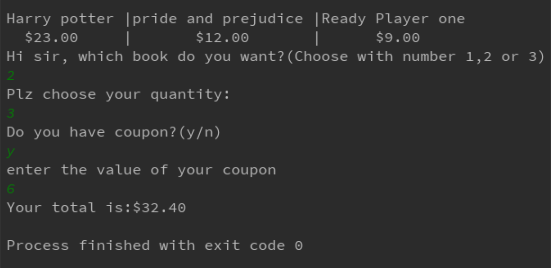 Harry potter |pride and prejudice |Ready Player one
$23.00 | $12.00 | $9.00
Hi sir, which book do you want?(Choose with number 1,2 or 3)
2
Plz choose your quantity:
3
Do you have coupon?(y/n)
y
enter the value of your coupon
6
Your total is:$32.40
Process finished with exit code 0